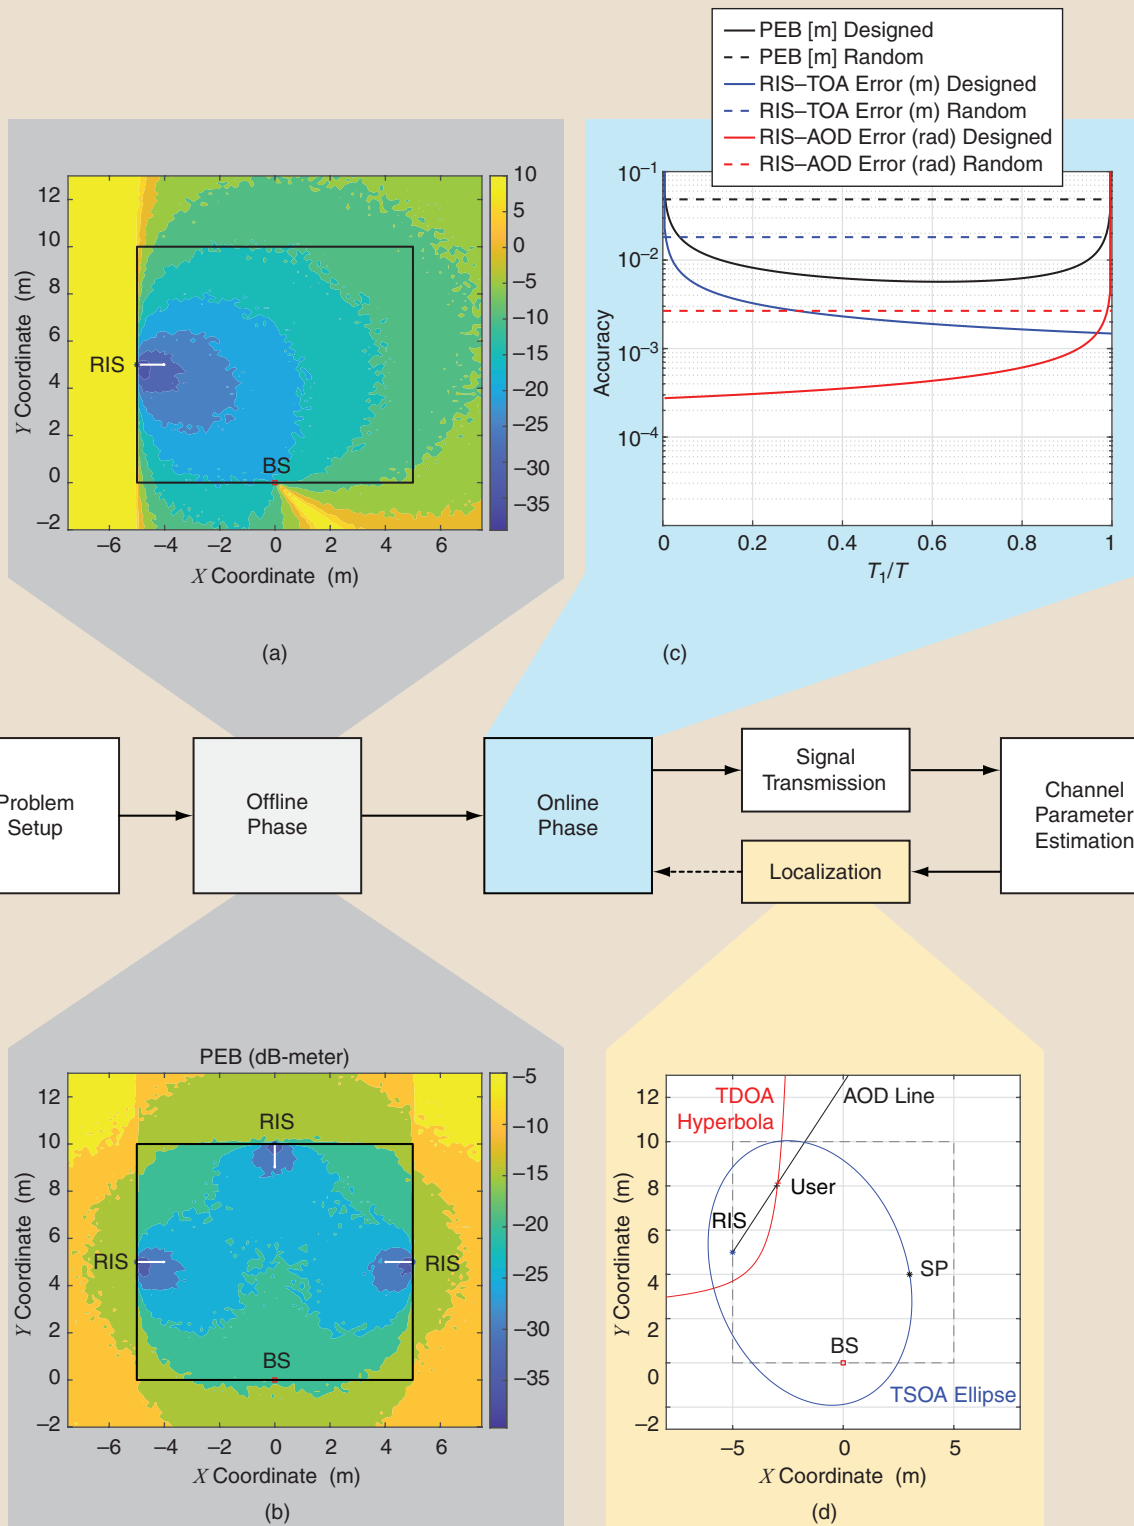 PEB [m] Designed
PEB [m] Random
RIS–TOA Error (m) Designed
RIS–TOA Error (m) Random
RIS–AOD Error (rad) Designed
RIS–AOD Error (rad) Random
12
10
8
6
4
2
0
–2
Y Coordinate (m)
RIS
BS
–6
–4
–2
0
2
4
6
X Coordinate (m)
10
5
0
–5
–10
–15
–20
–25
–30
–35
(a)
10–1
10–2
10–3
10–4
Accuracy
0
0.2
0.4
0.6
0.8
1
T1/T
(c)
Problem
Setup
Offline
Phase
Online
Phase
Signal
Transmission
Channel
Parameter
Estimation
Localization
PEB (dB-meter)
12
10
8
6
4
2
0
–2
Y Coordinate (m)
RIS
RIS
RIS
BS
–6
–4
–2
0
2
4
6
X Coordinate (m)
–5
–10
–15
–20
–25
–30
–35
(b)
12
10
8
6
4
2
0
–2
Y Coordinate (m)
TDOA
Hyperbola
AOD Line
User
RIS
SP
BS
TSOA Ellipse
–5
0
5
X Coordinate (m)
(d)